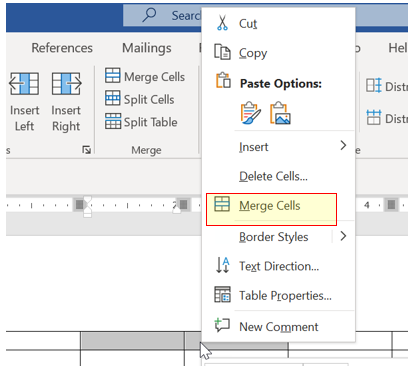 Search
References
Mailings
Hel
Insert
Left
Insert
Right
Merge Cells
Split Cells
Split Table
Merge
Distr
Distri
4
Cut
Copy
Paste Options:
Insert
Delete Cells...
Merge Cells
Border Styles
Text Direction...
Table Properties...
New Comment